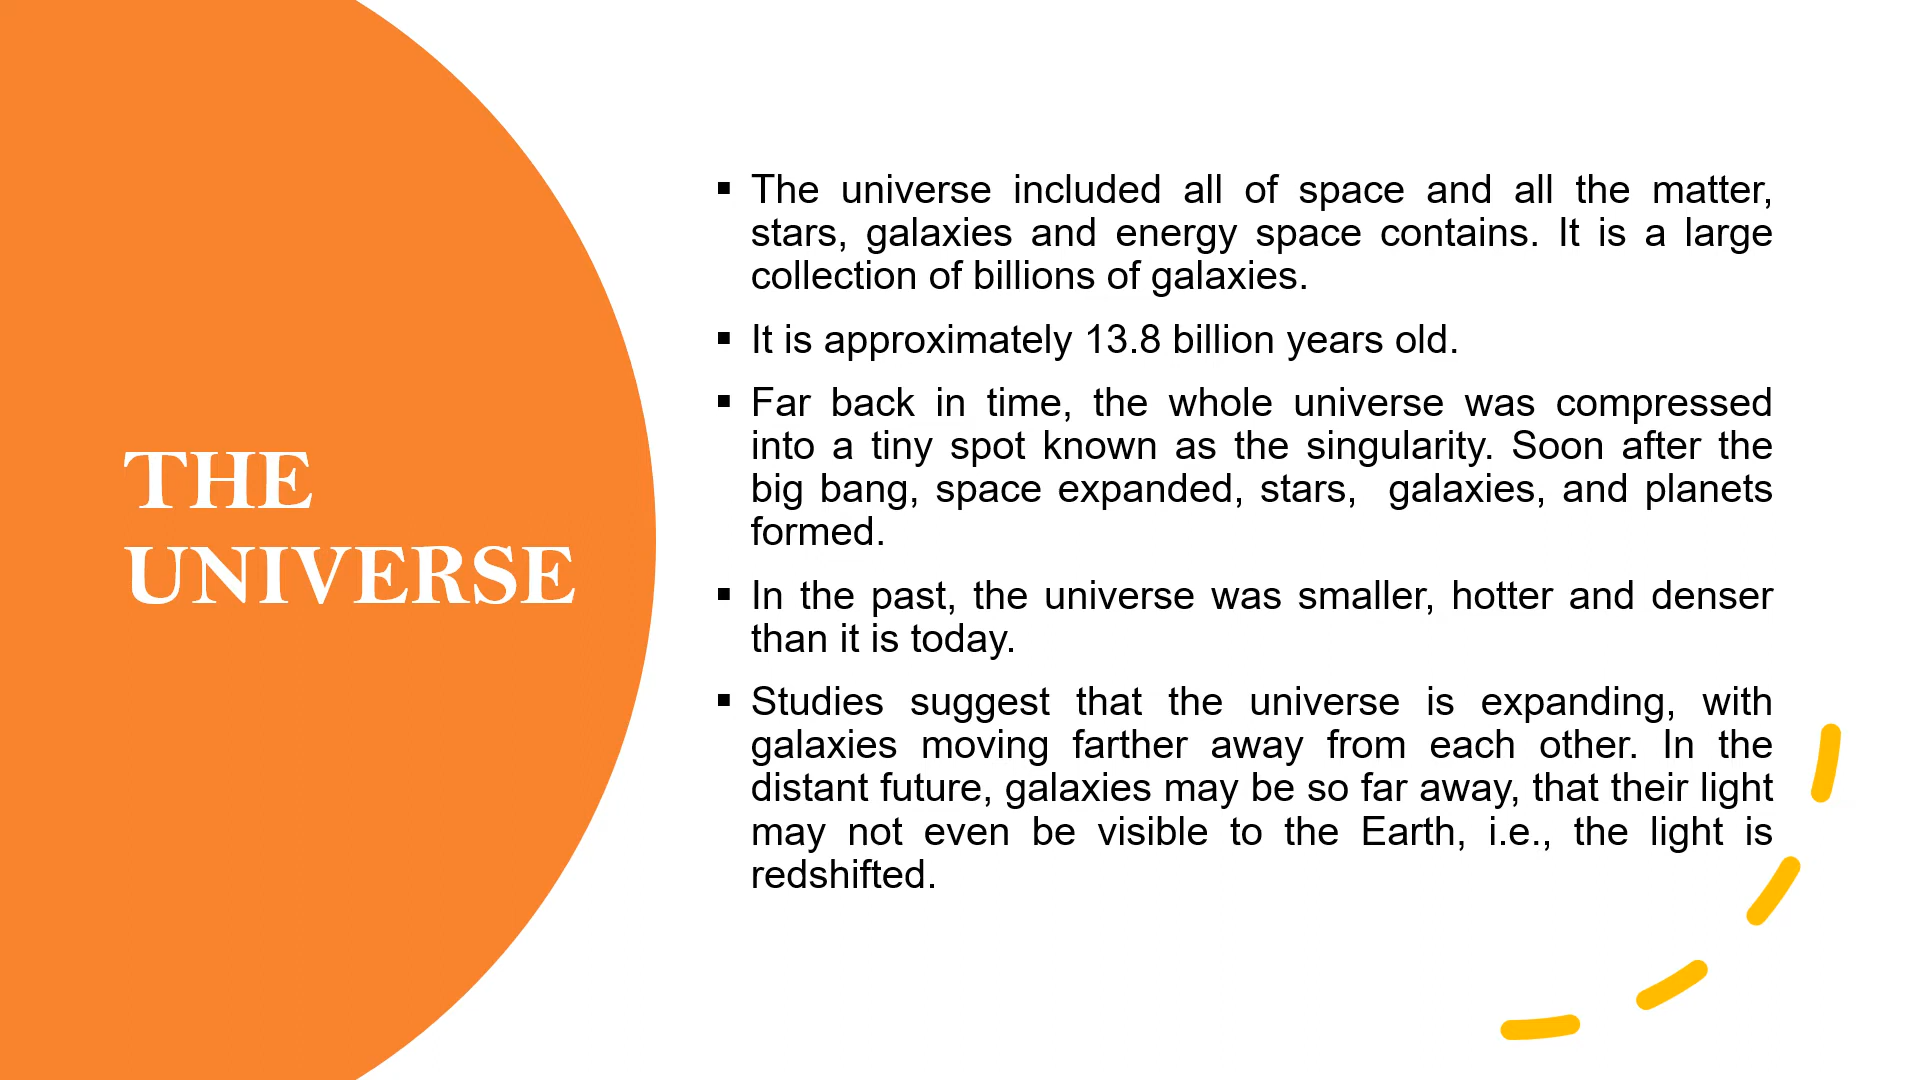 THE
UNIVERSE
▪ The universe included all of space and all the matter,
stars, galaxies and energy space contains. It is a large
collection of billions of galaxies.
▪ It is approximately 13.8 billion years old.
▪ Far back in time, the whole universe was compressed
into a tiny spot known as the singularity. Soon after the
big bang, space expanded, stars,  galaxies, and planets
formed.
▪ In the past, the universe was smaller, hotter and denser
than it is today.
▪ Studies suggest that the universe is expanding, with
galaxies moving farther away from each other. In the
distant future, galaxies may be so far away, that their light
may not even be visible to the Earth, i.e., the light is
redshifted.